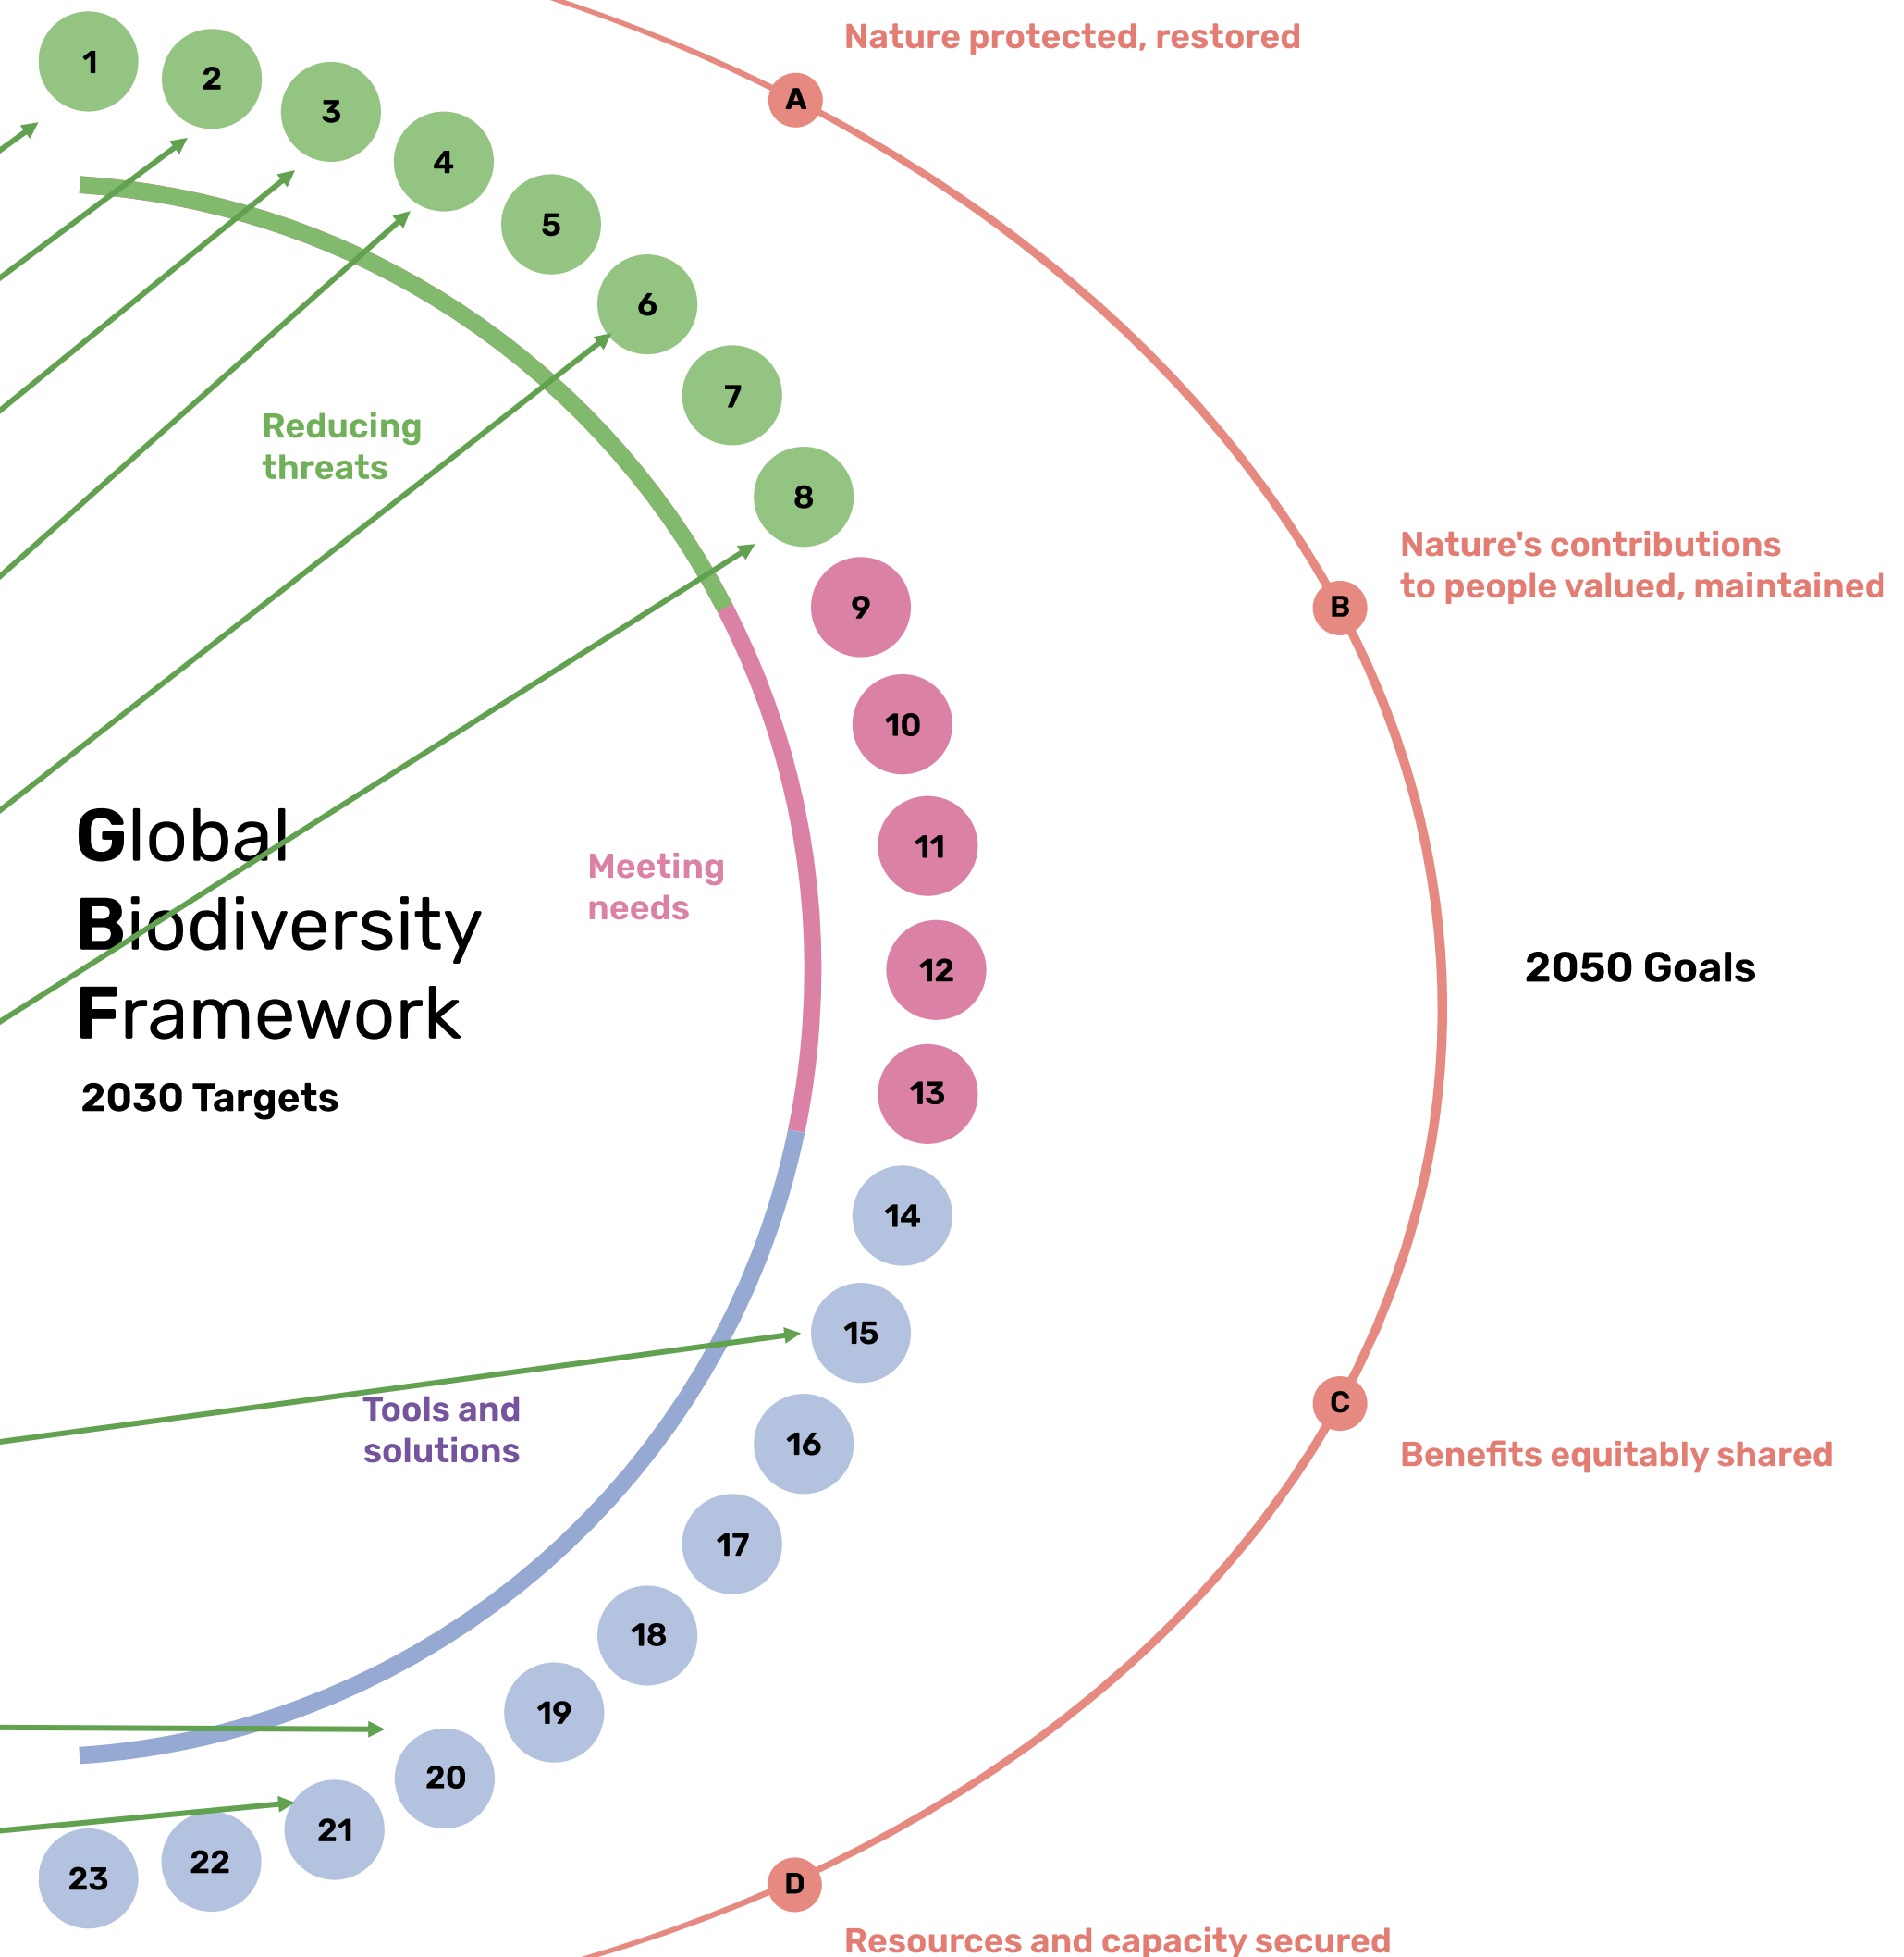 Nature protected, restored
1
2
3
A
4
5
6
7
Reducing
threats
8
Nature's contributions
to people valued, maintained
9
B
10
Global
11
Meeting
needs
Biodiversity
12
2050 Goals
Framework
2030 Targets
13
14
15
C
Tools and
solutions
16
Benefits equitably shared
17
18
19
20
21
22
23
D
Resources and capacity secured